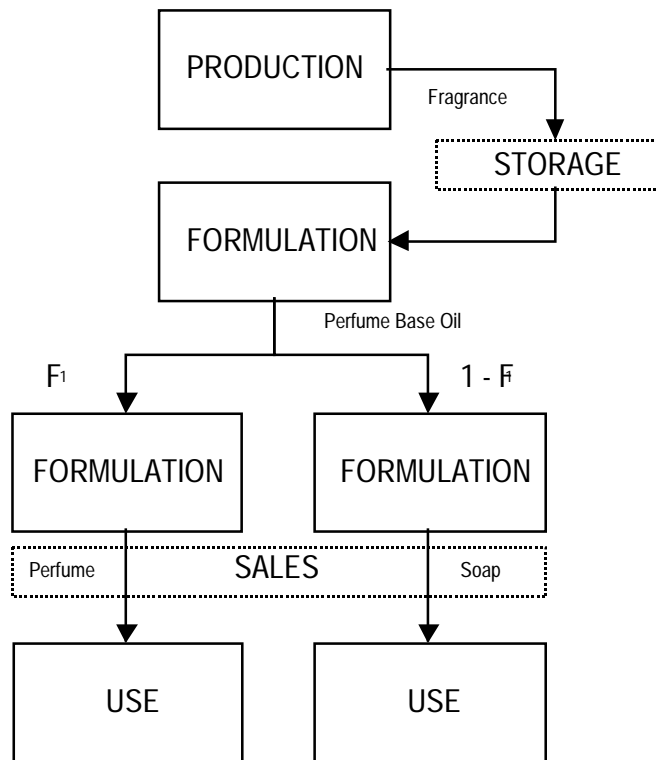 PRODUCTION
Fragrance
STORAGE
FORMULATION
Perfume Base Oil
F1
1 - F1
FORMULATION
FORMULATION
Perfume
SALES
Soap
USE
USE